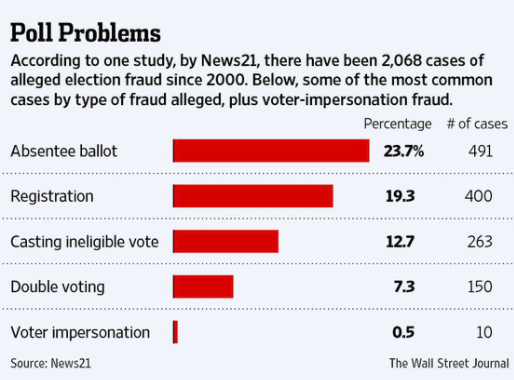 Poll Problems
According to one study, by News21, there have been 2,068 cases of
alleged election fraud since 2000. Below, some of the most common
cases by type of fraud alleged, plus voter-impersonation fraud.
Percentage # of cases
Absentee ballot 23.7% 491
Registration 19.3 400
Casting ineligible vote 12.7 263
Double voting 7.3 150
Voter impersonation 0.5 10
Source: News21 The Wall Street Journal